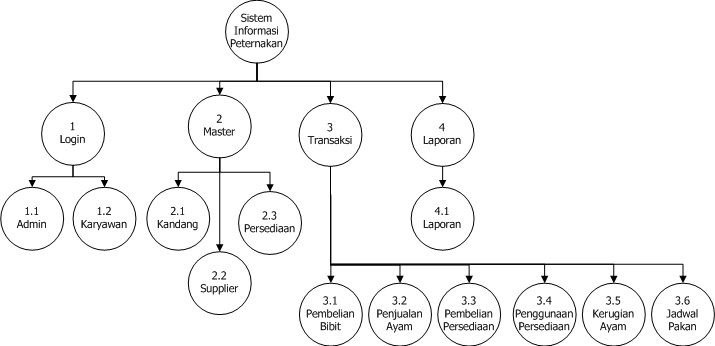 Sistem
Informasi
Peternakan
1
Login
2
Master
3
Transaksi
4
Laporan
1.1
Admin
1.2
Karyawan
2.1
Kandang
2.3
Persediaan
4.1
Laporan
2.2
Supplier
3.1
Pembelian
Bibit
3.2
Penjualan
Ayam
3.3
Pembelian
Persediaan
3.4
Penggunaan
Persediaan
3.5
Kerugian
Ayam
3.6
Jadwal
Pakan